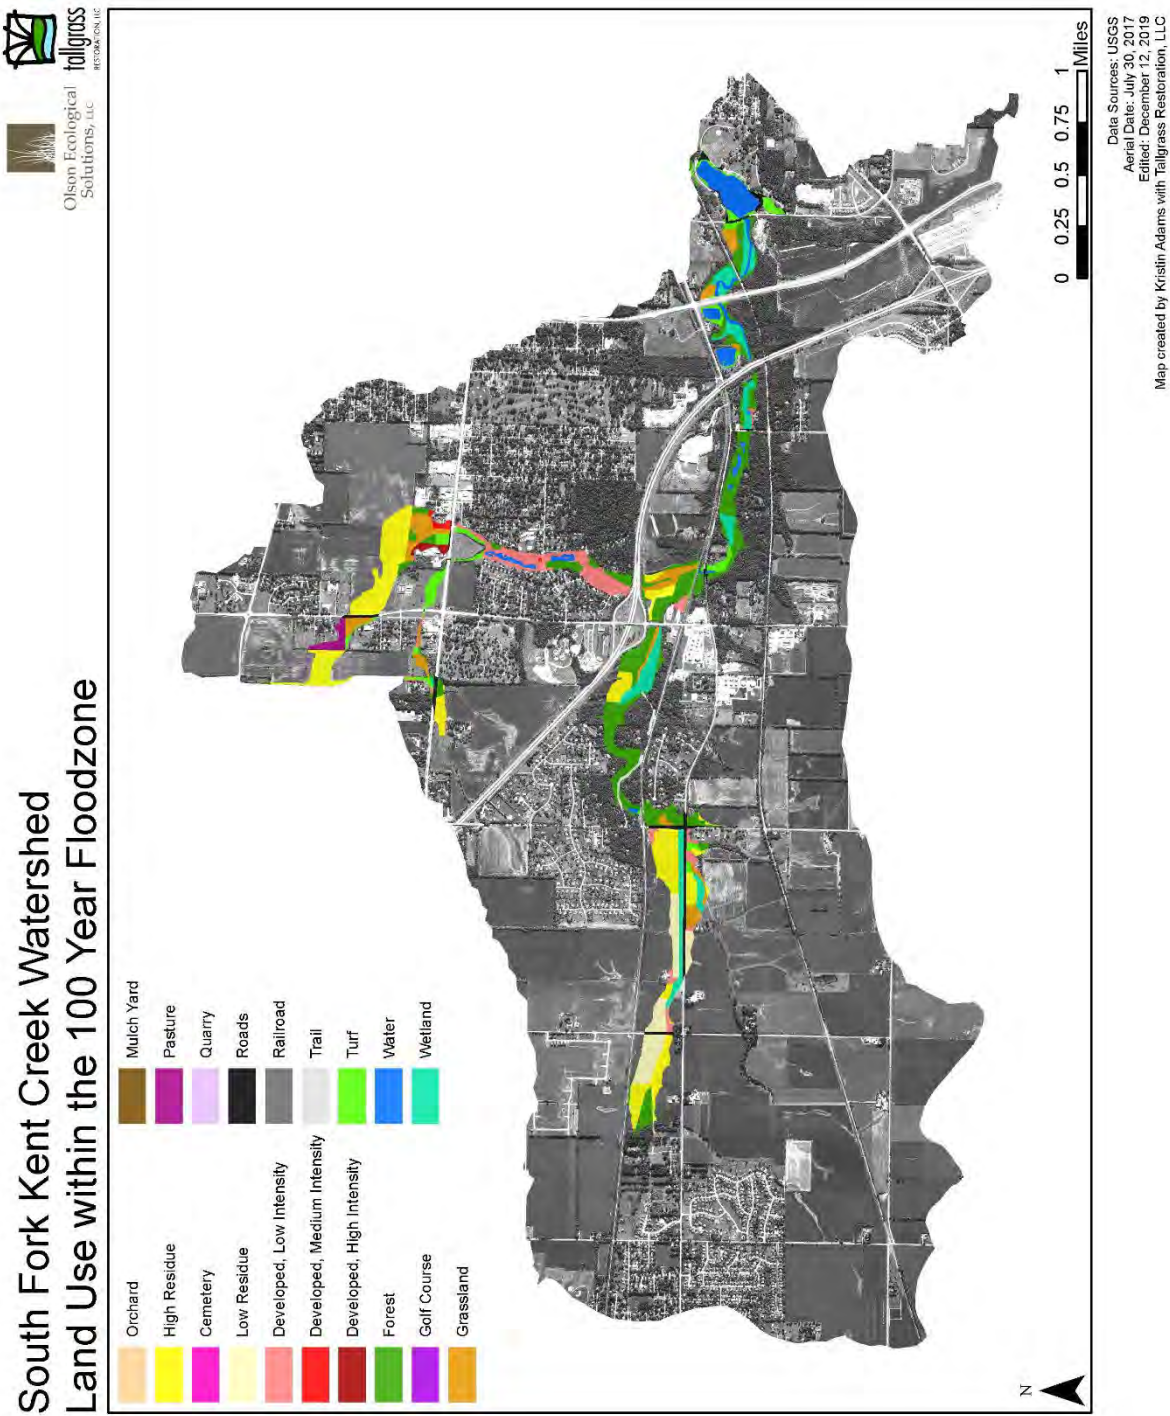 South Fork Kent Creek Watershed
Land Use within the 100 Year Floodzone
Olson Ecological
Solutions, LLC
tallgrass
RESTORATION, LLC
Orchard
High Residue
Cemetery
Low Residue
Developed, Low Intensity
Developed, Medium Intensity
Developed, High Intensity
Forest
Golf Course
Grassland
Mulch Yard
Pasture
Quarry
Roads
Railroad
Trail
Turf
Water
Wetland
N
0 0.25 0.5 0.75 1
Miles
Data Sources: USGS
Aerial Date: July 30, 2017
Edited: December 12, 2019
Map created by Kristin Adams with Tallgrass Restoration, LLC